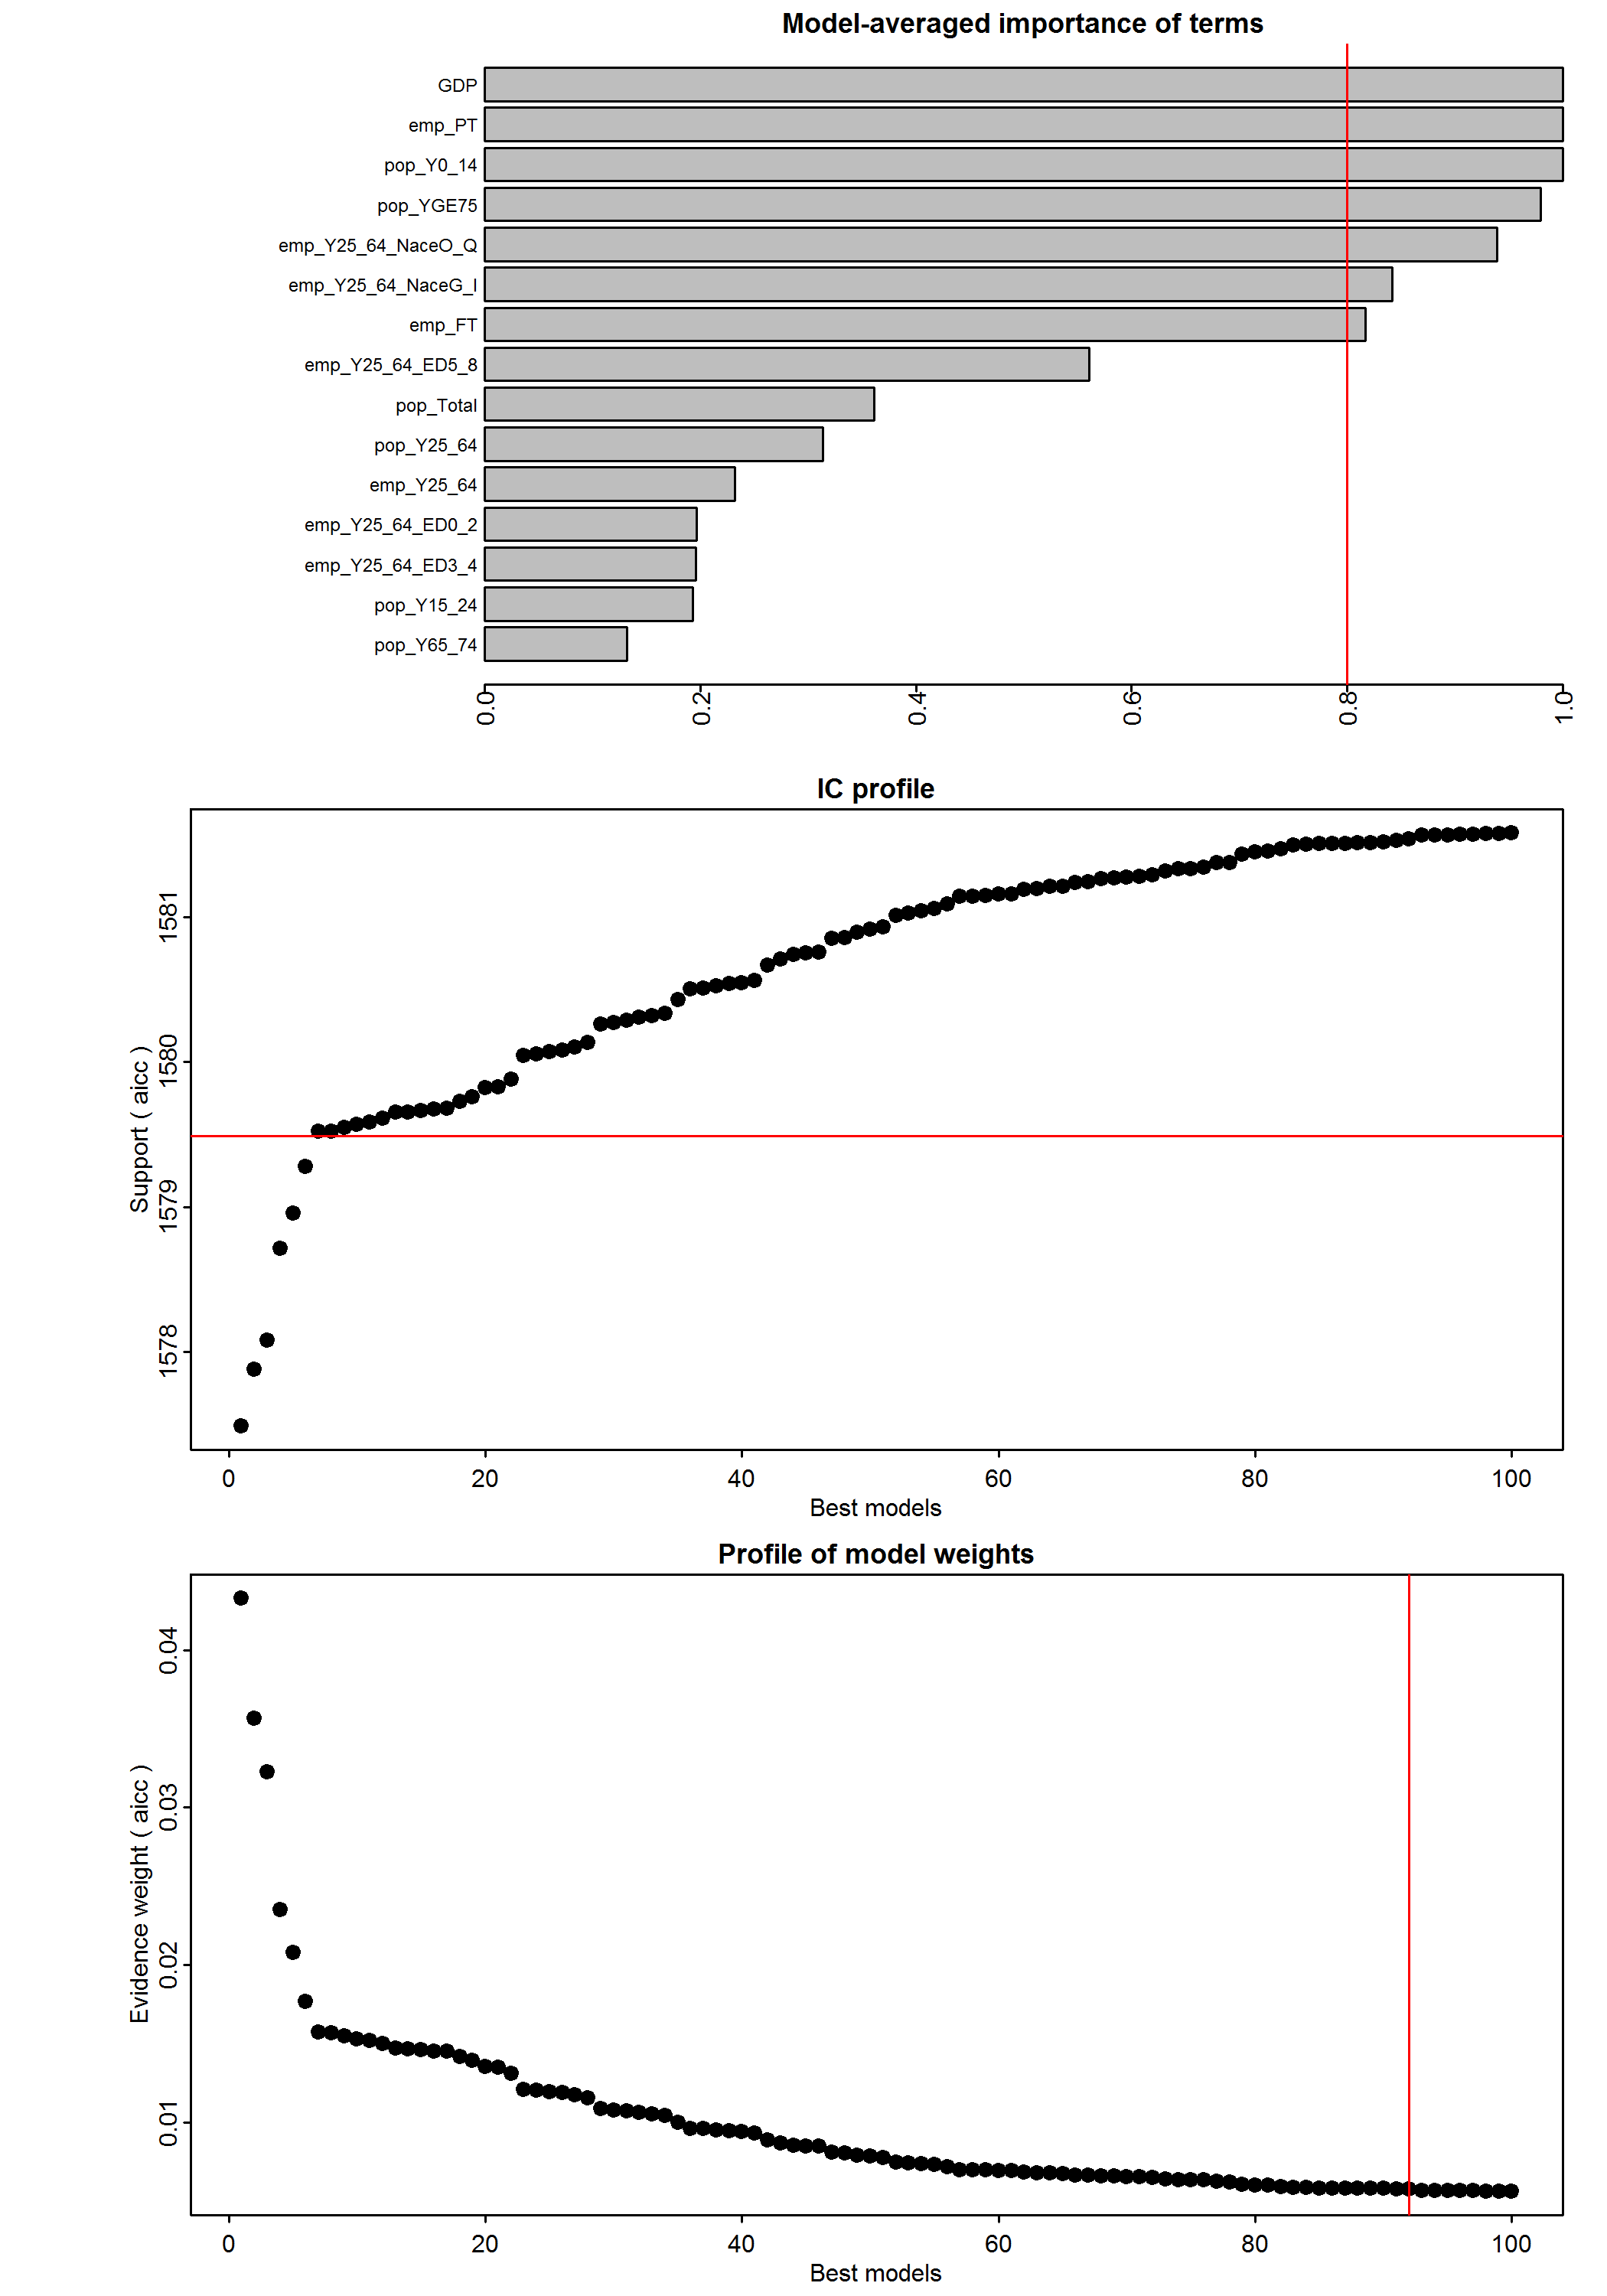 Model-averaged importance of terms
GDP
emp_PT
pop_Y0_14
pop_YGE75
emp_Y25_64_NaceO_Q
emp_Y25_64_NaceG_I
emp_FT
emp_Y25_64_ED5_8
pop_Total
pop_Y25_64
emp_Y25_64
emp_Y25_64_ED0_2
emp_Y25_64_ED3_4
pop_Y15_24
pop_Y65_74
0.0 0.2 0.4 0.6 0.8 1.0
IC profile
Support ( aicc )
1581
1580
1579
1578
0 20 40 60 80 100
Best models
Profile of model weights
Evidence weight ( aicc )
0.04
0.03
0.02
0.01
0 20 40 60 80 100
Best models